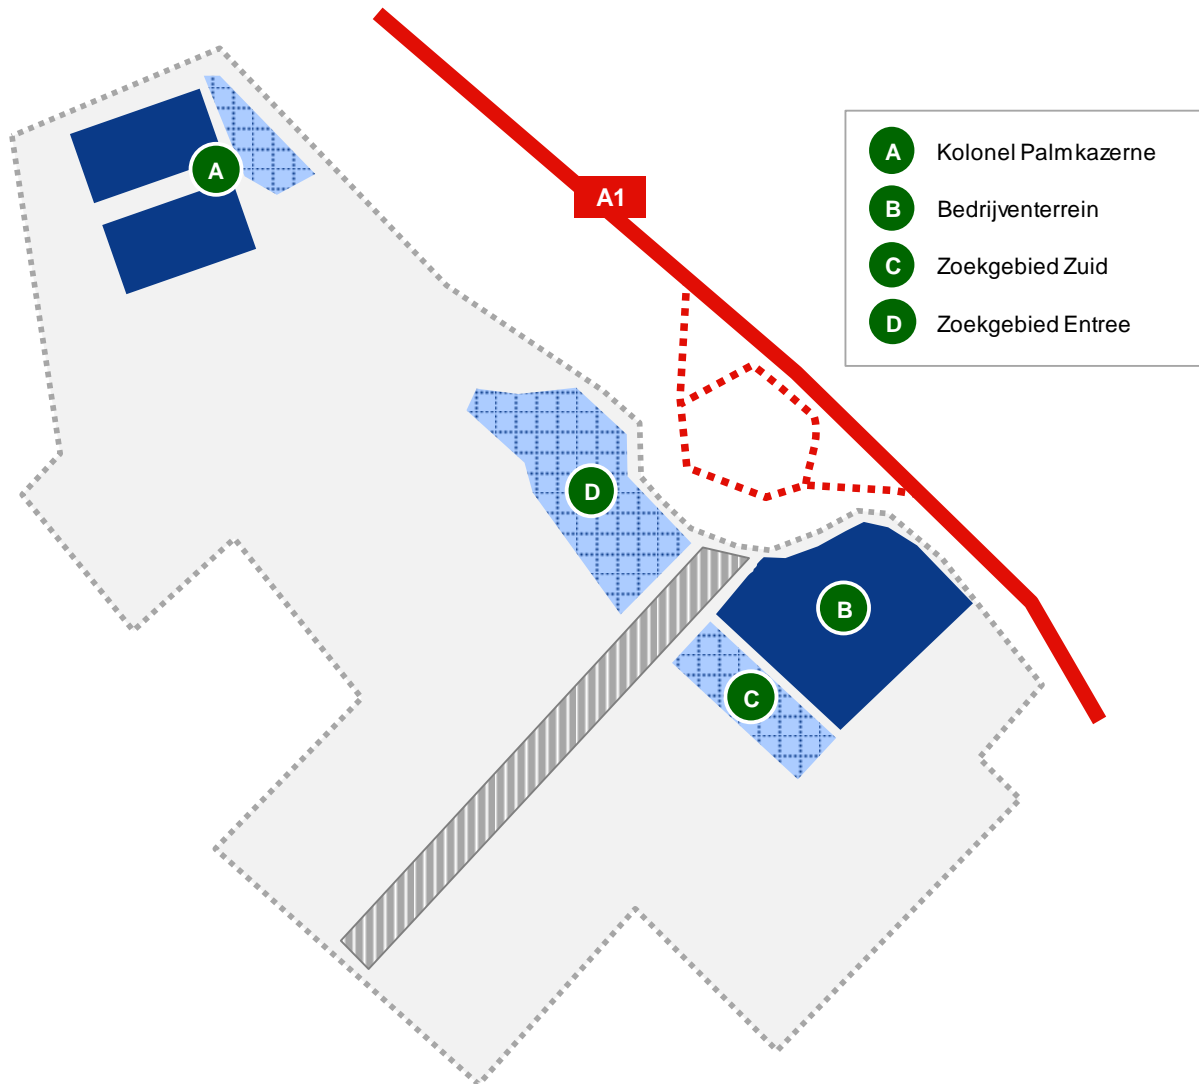 A1
A Kolonel Palmkazerne
B Bedrijventerrein
C Zoekgebied Zuid
D Zoekgebied Entree
A
D
B
C